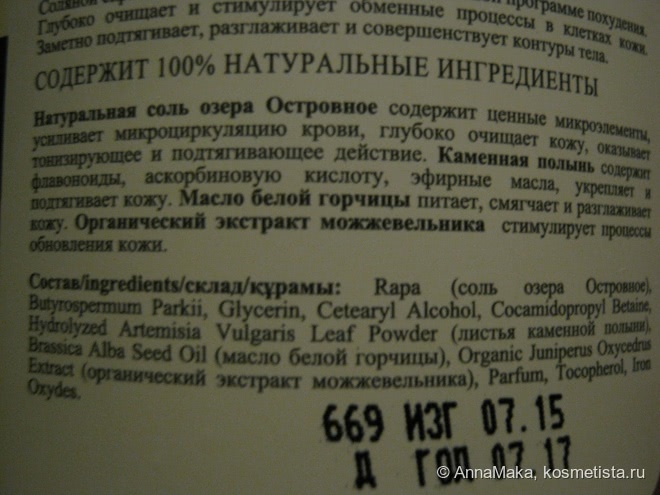 Соляной
программе похудения.
Глубоко очищает и стимулирует обменные процессы в клетках кожи.
Заметно подтягивает, разглаживает и совершенствует контуры тела.
СОДЕРЖИТ 100% НАТУРАЛЬНЫЕ ИНГРЕДИЕНТЫ
Натуральная соль озера Островное содержит ценные микроэлементы,
усиливает микроциркуляцию крови, глубоко очищает кожу, оказывает
тонизирующее и подтягивающее действие. Каменная полынь содержит
флавоноиды, аскорбиновую кислоту, эфирные масла, укрепляет и
подтягивает кожу. Масло белой горчицы питает, смягчает и разглаживает
кожу. Органический экстракт можжевельника стимулирует процессы
обновления кожи.
Состав/ingredients/склад/құрамы: Rapa (соль озера Островное),
Butyrospermum Parkii, Glycerin, Cetearyl Alcohol, Cocamidopropyl Betaine,
Hydrolyzed Artemisia Vulgaris Leaf Powder (листья каменной полыни),
Brassica Alba Seed Oil (масло белой горчицы), Organic Juniperus Oxycedrus
Extract (органический экстракт можжевельника), Parfum, Tocopherol, Iron
Oxydes.
669 ИЗГ 07.15
Д ГОД 07.17
© AnnaMaka, kosmetista.ru